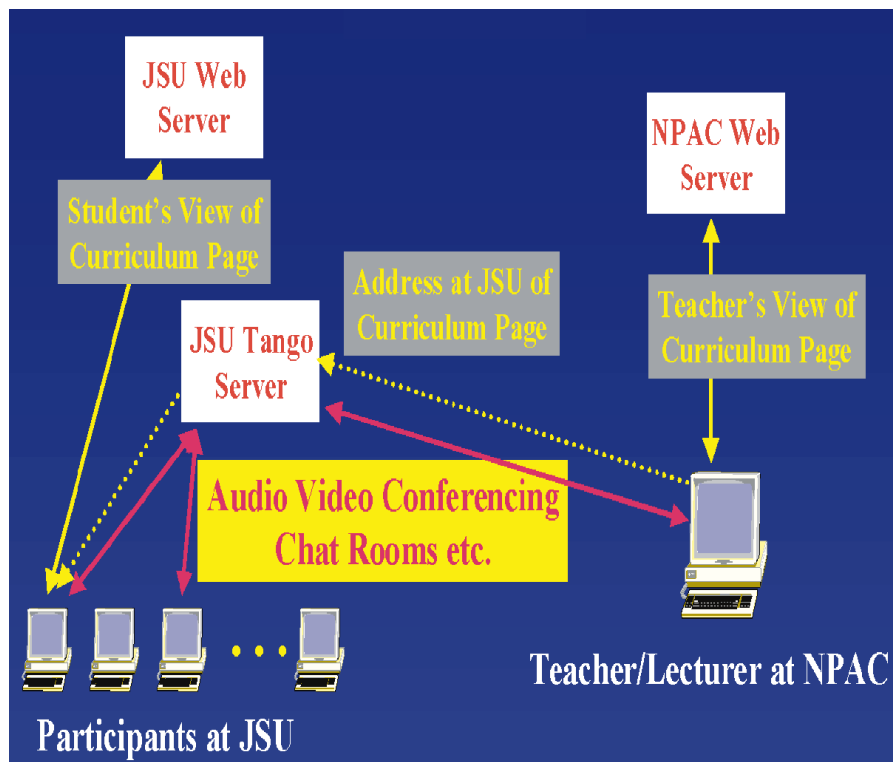 JSU Web
Server
NPAC Web
Server
Student's View of
Curriculum Page
Address at JSU of
Curriculum Page
Teacher's View of
Curriculum Page
JSU Tango
Server
Audio Video Conferencing
Chat Rooms etc.
Teacher/Lecturer at NPAC
Participants at JSU